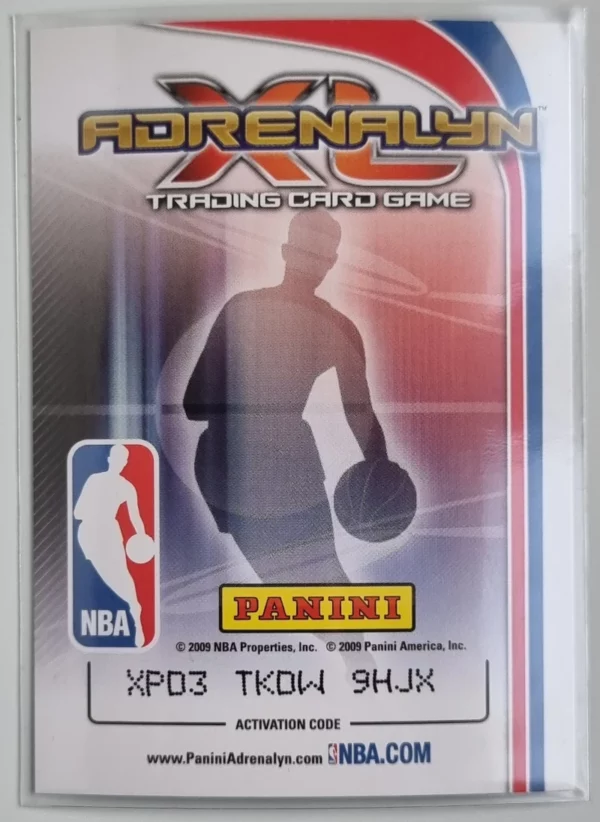 ADRENALYN XL™
TRADING CARD GAME
NBA
PANINI
© 2009 NBA Properties, Inc. © 2009 Panini America, Inc.
XPD3 TKDW 9HJX
ACTIVATION CODE
www.PaniniAdrenalyn.com NBA.COM